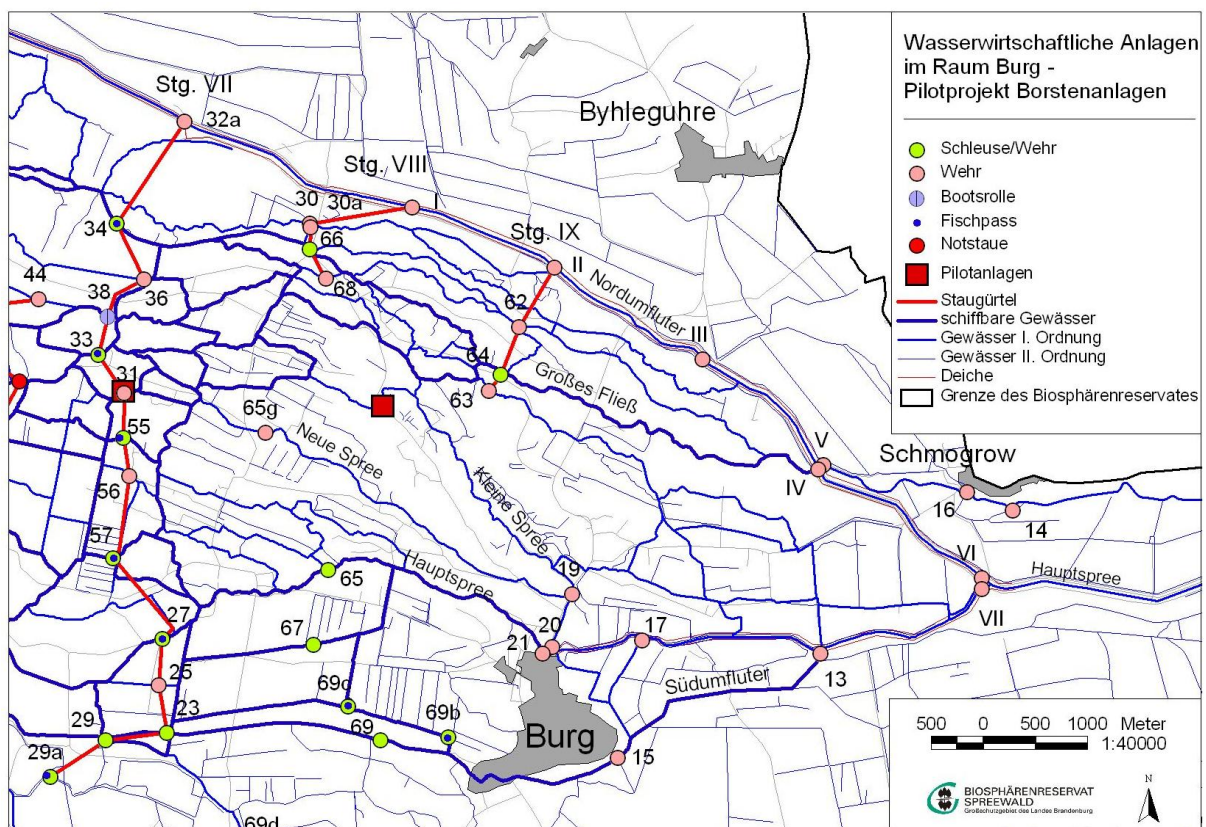 Wasserwirtschaftliche Anlagen
im Raum Burg -
Pilotprojekt Borstenanlagen
Schleuse/Wehr
Wehr
Bootsrolle
Fischpass
Notstaue
Pilotanlagen
Staugürtel
schiffbare Gewässer
Gewässer I. Ordnung
Gewässer II. Ordnung
Deiche
Grenze des Biosphärenreservates
Stg. VII
32a
Byhleguhre
Stg. VIII
30
30a
I
34
66
Stg. IX
II
44
38
36
68
62
Nordumfluter
III
33
64
31
63
Großes Fließ
65g
55
Neue Spree
V
Schmogrow
56
Kleine Spree
IV
16
14
57
Hauptspree
19
VI
Hauptspree
65
VII
27
67
20
21
17
25
Südumfluter
13
69c
23
29
69
69b
Burg
29a
15
69d
500 0 500 1000 Meter
1:40000
BIOSPHÄRENRESERVAT
SPREEWALD
Großschutzgebiet des Landes Brandenburg
N